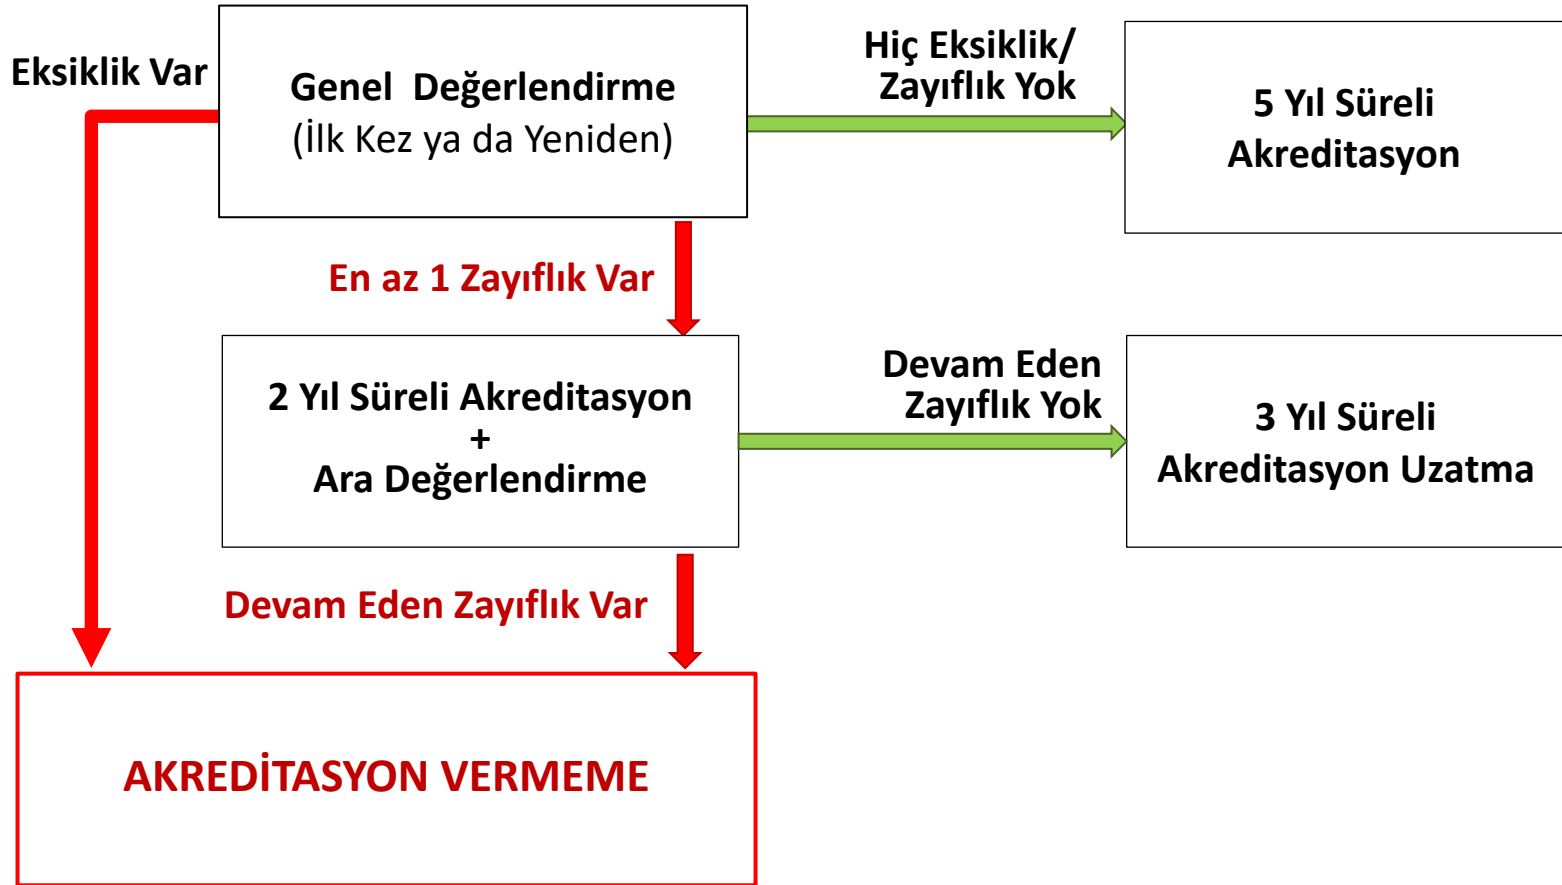 Eksiklik Var
Genel Değerlendirme
(İlk Kez ya da Yeniden)
Hiç Eksiklik/
Zayıflık Yok
5 Yıl Süreli
Akreditasyon
En az 1 Zayıflık Var
2 Yıl Süreli Akreditasyon
+
Ara Değerlendirme
Devam Eden
Zayıflık Yok
3 Yıl Süreli
Akreditasyon Uzatma
Devam Eden Zayıflık Var
AKREDİTASYON VERMEME